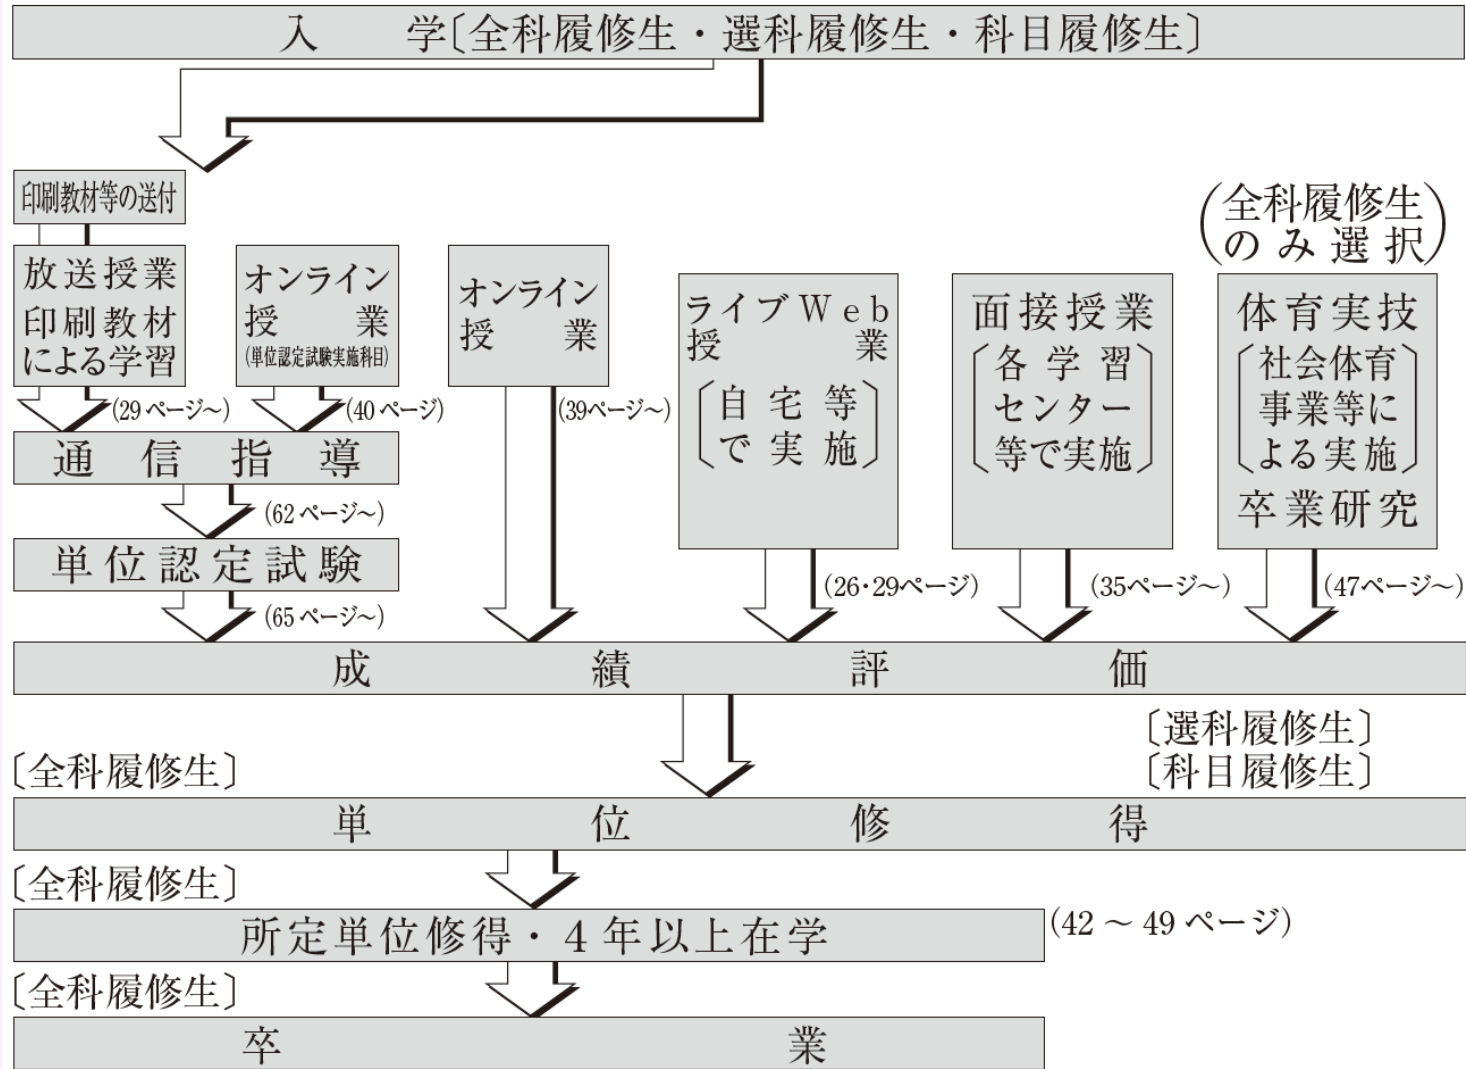 入　学〔全科履修生・選科履修生・科目履修生〕
印刷教材等の送付
放送授業
印刷教材
による学習
(29 ページ～)
オンライン
授業
(単位認定試験実施科目)
(40 ページ)
オンライン
授業
(39ページ～)
ライブWeb
授業
〔自宅等
で実施〕
(26・29ページ)
面接授業
〔各学習
センター
等で実施〕
(35ページ～)
(全科履修生
のみ選択)
体育実技
〔社会体育
事業等に
よる実施〕
卒業研究
(47ページ～)
通信指導
(62 ページ～)
単位認定試験
(65 ページ～)
成績評価
〔選科履修生〕
〔科目履修生〕
〔全科履修生〕
単位修得
〔全科履修生〕
所定単位修得・4年以上在学
(42 ～ 49 ページ)
〔全科履修生〕
卒業